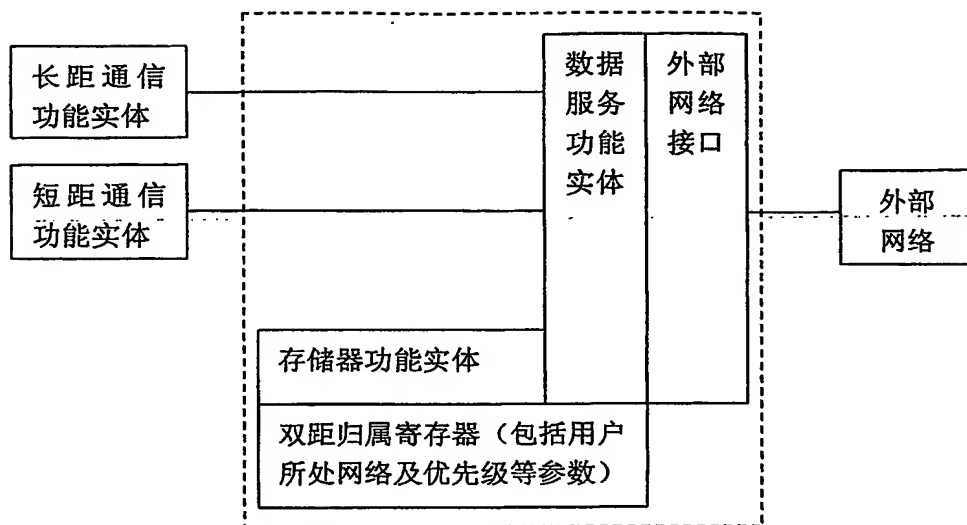 长距通信
功能实体
短距通信
功能实体
数据
服务
功能
实体
外部
网络
接口
外部
网络
存储器功能实体
双距归属寄存器（包括用户
所处网络及优先级等参数）